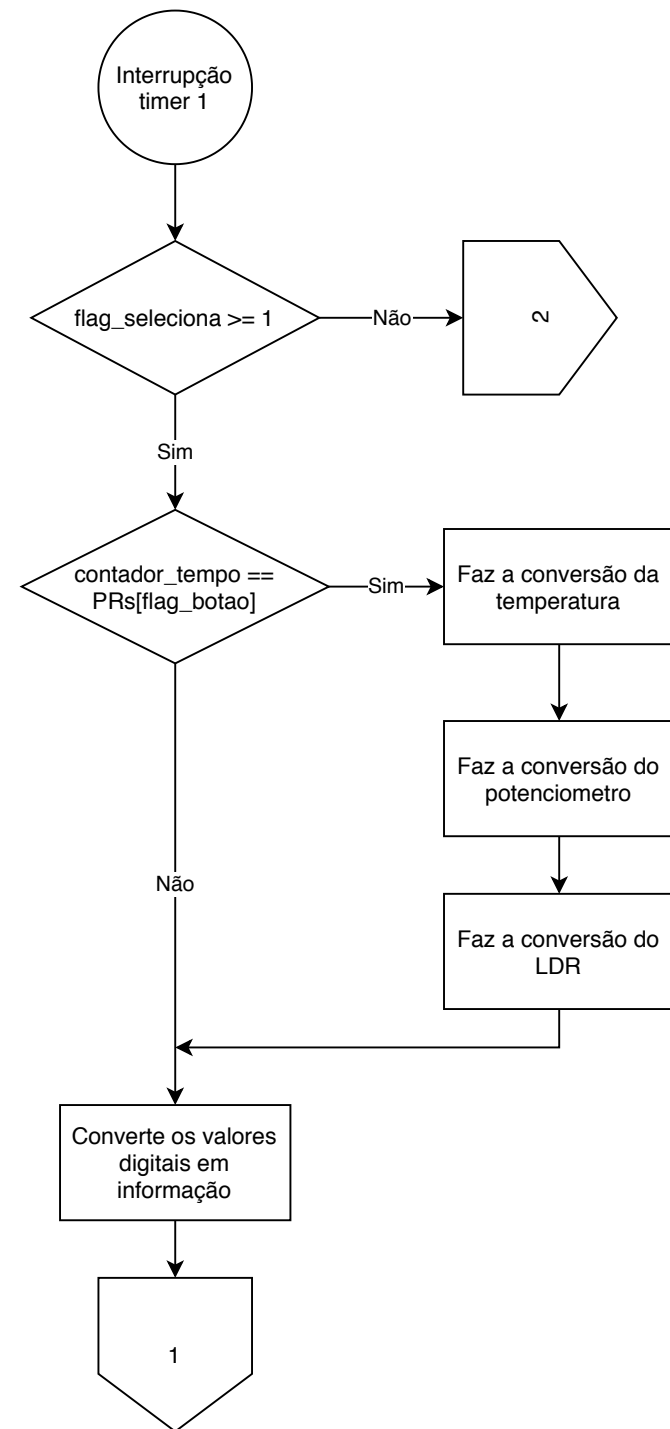 Interrupção
timer 1
flag_seleciona >= 1
Não
2
Sim
contador_tempo ==
PRs[flag_botao]
Sim
Faz a conversão da
temperatura
Faz a conversão do
potenciometro
Não
Faz a conversão do
LDR
Converte os valores
digitais em
informação
1